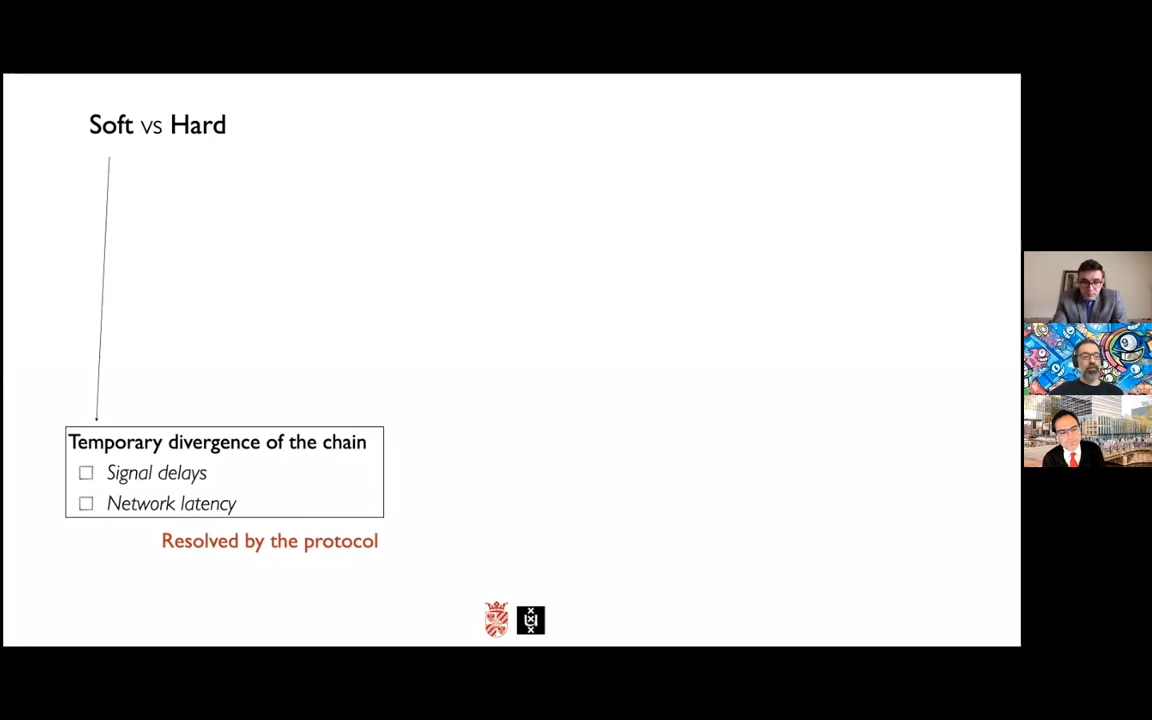 Soft vs Hard
Temporary divergence of the chain
Signal delays
Network latency
Resolved by the protocol